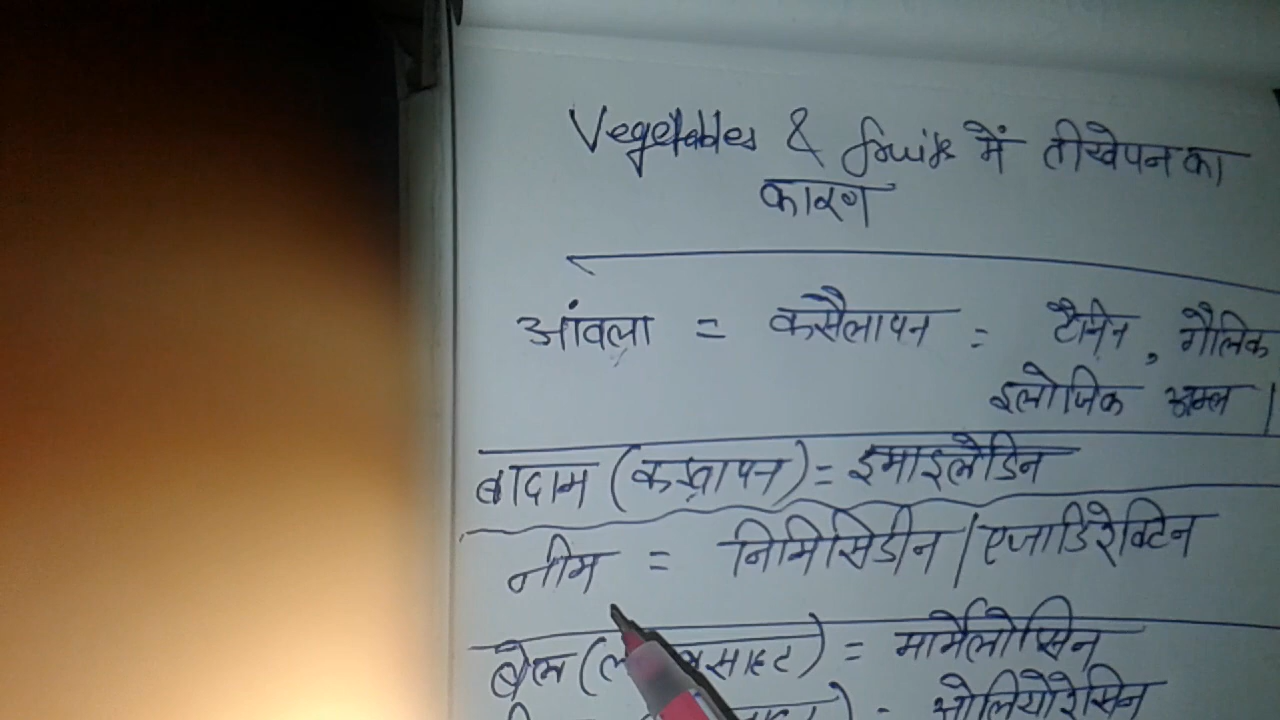 Vegetables & fruits में तीखेपन का
कारण
आंवला = कसैलापन = टैनिन, गैलिक
इलोजिक अम्ल।
बादाम (कड़वापन) = इमाइलेडिन
नीम = निमिसिडीन / एजाडिरेक्टिन
बेल ( ) = मार्मेलोसिन
ओलियोरेसिन